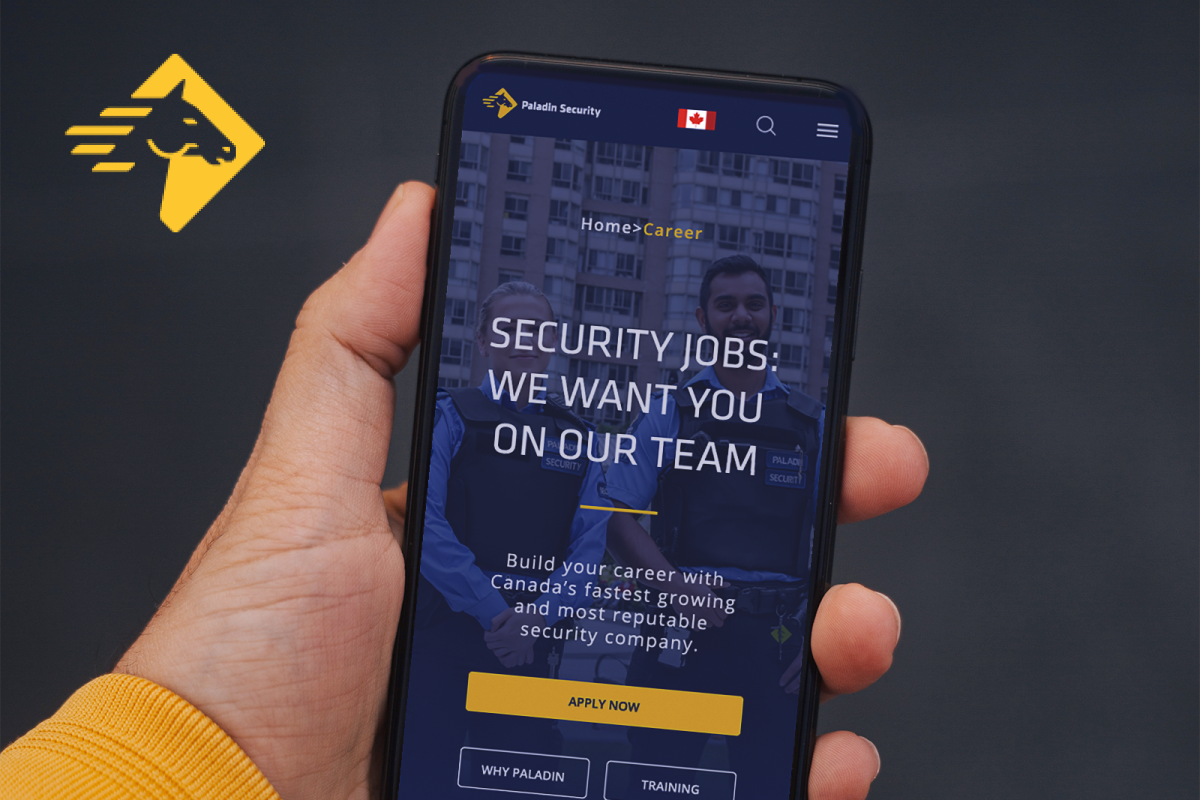 Paladin Security
Home>Career
SECURITY JOBS:
WE WANT YOU
ON OUR TEAM
PALADIN
SECURITY
PALADIN
SECURITY
Build your career with
Canada's fastest growing
and most reputable
security company.
APPLY NOW
WHY PALADIN
TRAINING